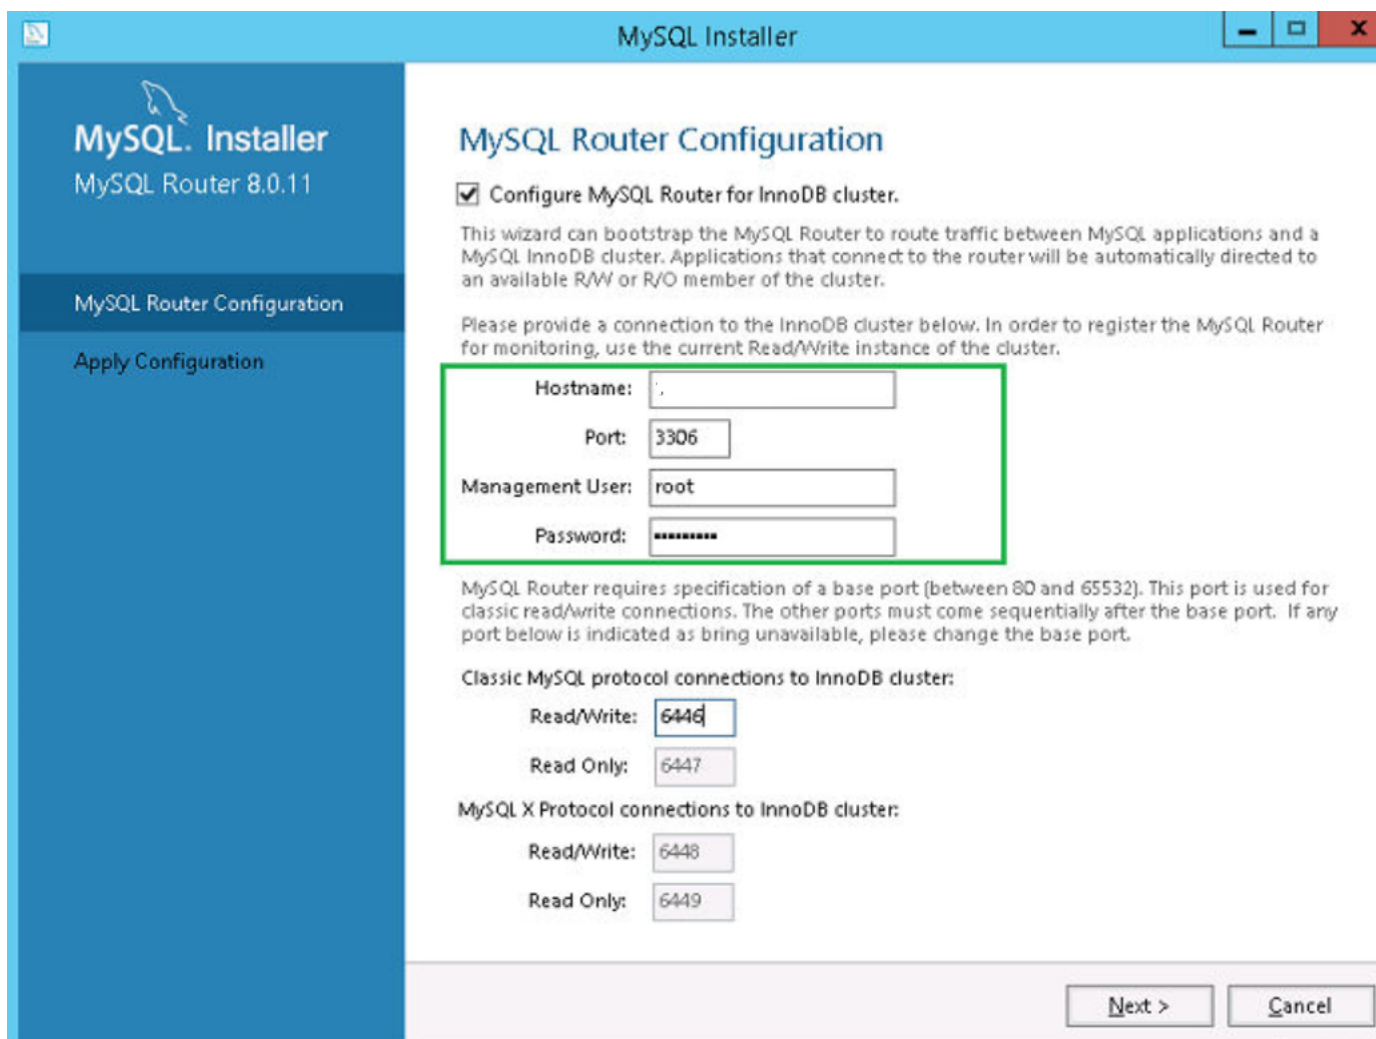 MySQL Installer
MySQL. Installer
MySQL Router 8.0.11
MySQL Router Configuration
Apply Configuration
MySQL Router Configuration
Configure MySQL Router for InnoDB cluster.
This wizard can bootstrap the MySQL Router to route traffic between MySQL applications and a
MySQL InnoDB cluster. Applications that connect to the router will be automatically directed to
an available R/W or R/O member of the cluster.
Please provide a connection to the InnoDB cluster below. In order to register the MySQL Router
for monitoring, use the current Read/Write instance of the cluster.
Hostname:
Port: 3306
Management User: root
Password: •••••••••
MySQL Router requires specification of a base port (between 80 and 65532). This port is used for
classic read/write connections. The other ports must come sequentially after the base port. If any
port below is indicated as bring unavailable, please change the base port.
Classic MySQL protocol connections to InnoDB cluster:
Read/Write: 6446
Read Only: 6447
MySQL X Protocol connections to InnoDB cluster:
Read/Write: 6448
Read Only: 6449
Next >
Cancel